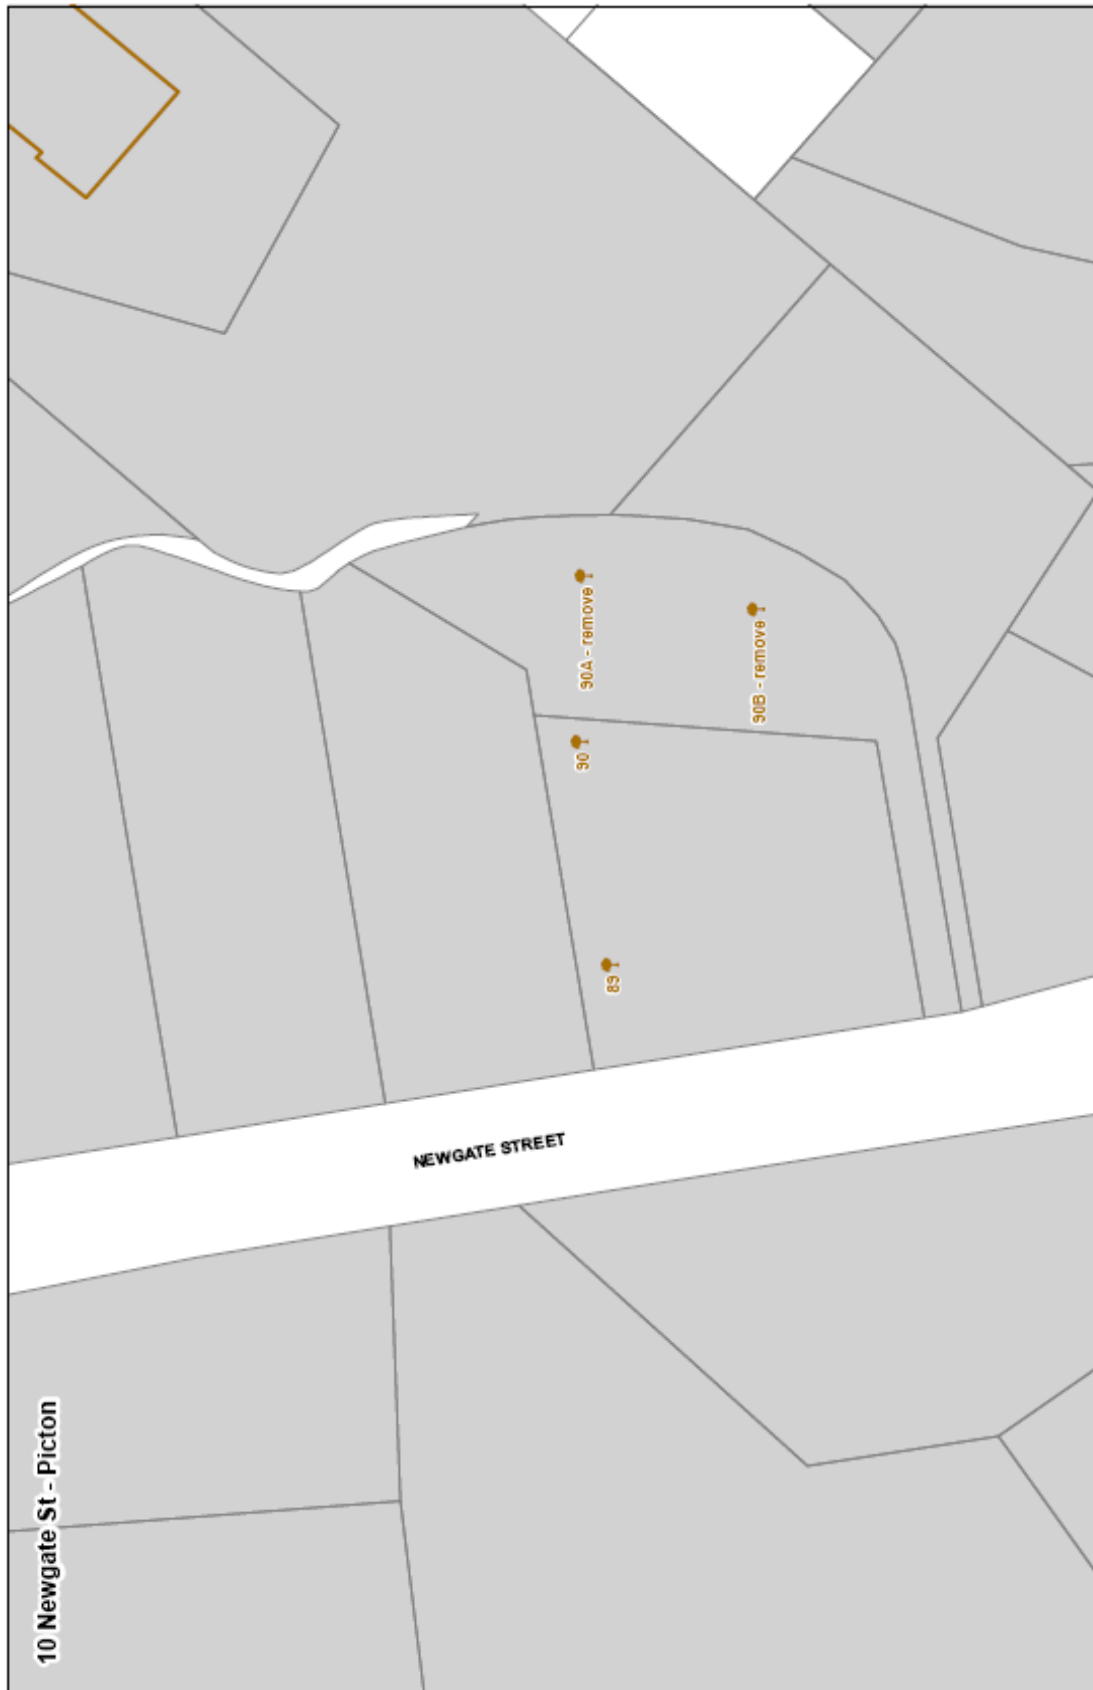 10 Newgate St - Picton
90A - remove
90B - remove
90
89
NEWGATE STREET